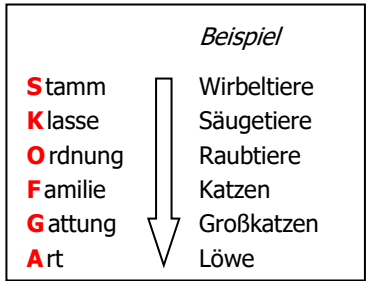 Beispiel
Stamm Wirbeltiere
Klasse Säugetiere
Ordnung Raubtiere
Familie Katzen
Gattung Großkatzen
Art Löwe